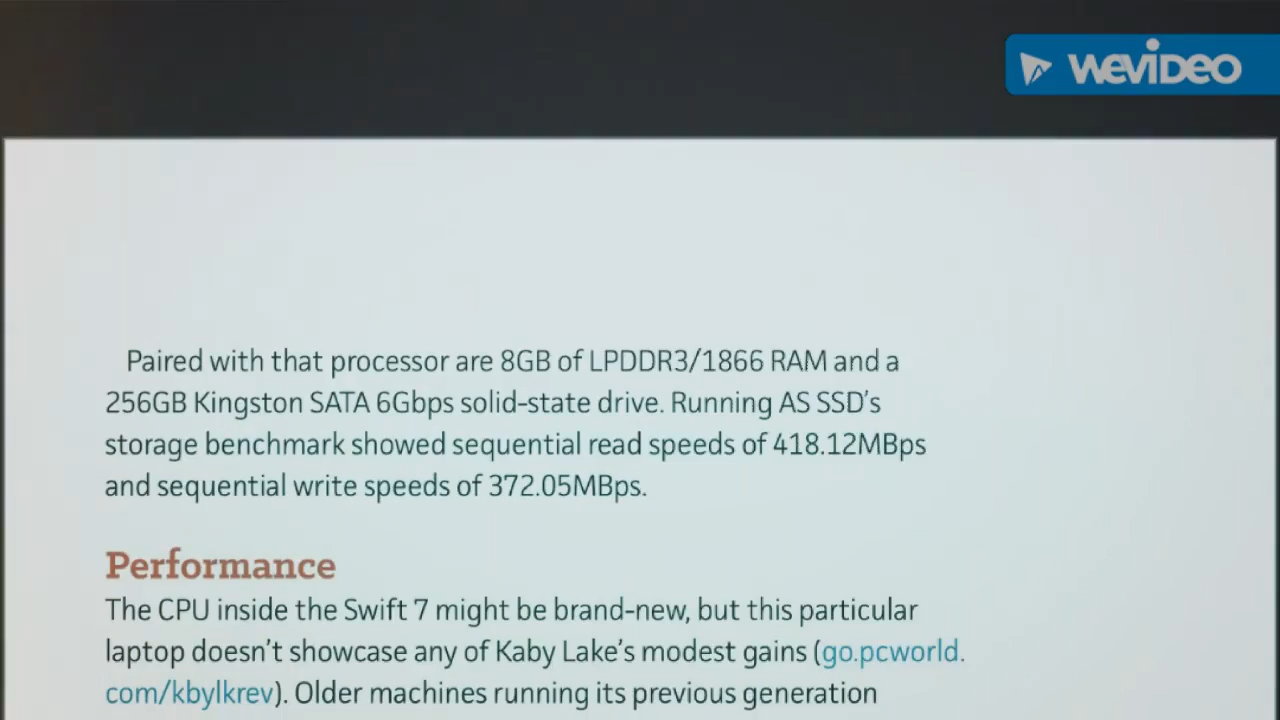 WeVideo
Paired with that processor are 8GB of LPDDR3/1866 RAM and a
256GB Kingston SATA 6Gbps solid-state drive. Running AS SSD's
storage benchmark showed sequential read speeds of 418.12MBps
and sequential write speeds of 372.05MBps.
Performance
The CPU inside the Swift 7 might be brand-new, but this particular
laptop doesn't showcase any of Kaby Lake's modest gains (go.pcworld.
com/kbylkrev). Older machines running its previous generation